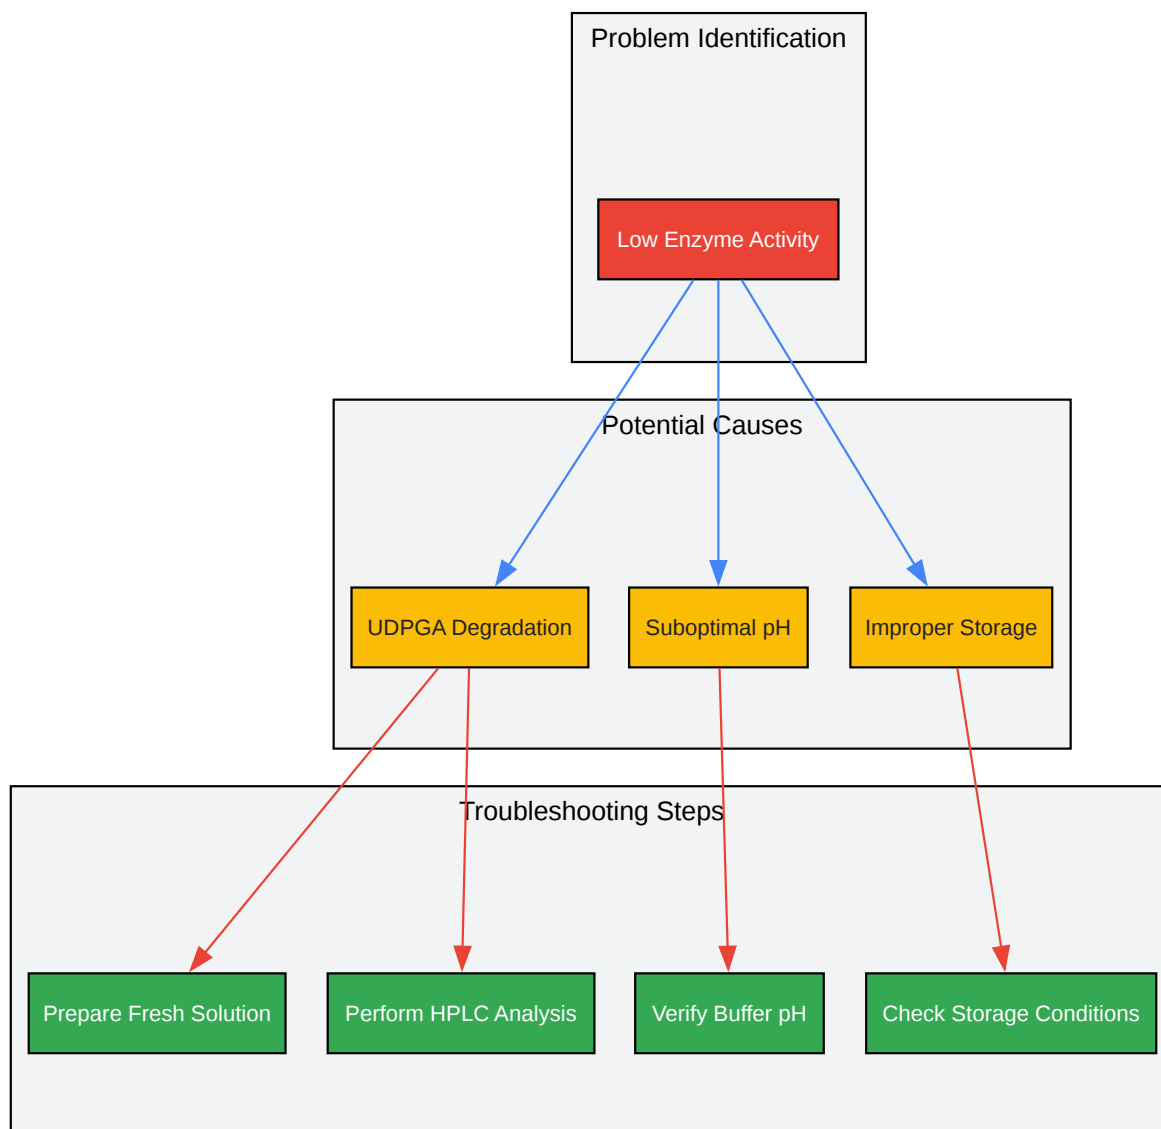 Problem Identification
Low Enzyme Activity
Potential Causes
UDPGA Degradation
Suboptimal pH
Improper Storage
Troubleshooting Steps
Prepare Fresh Solution
Perform HPLC Analysis
Verify Buffer pH
Check Storage Conditions